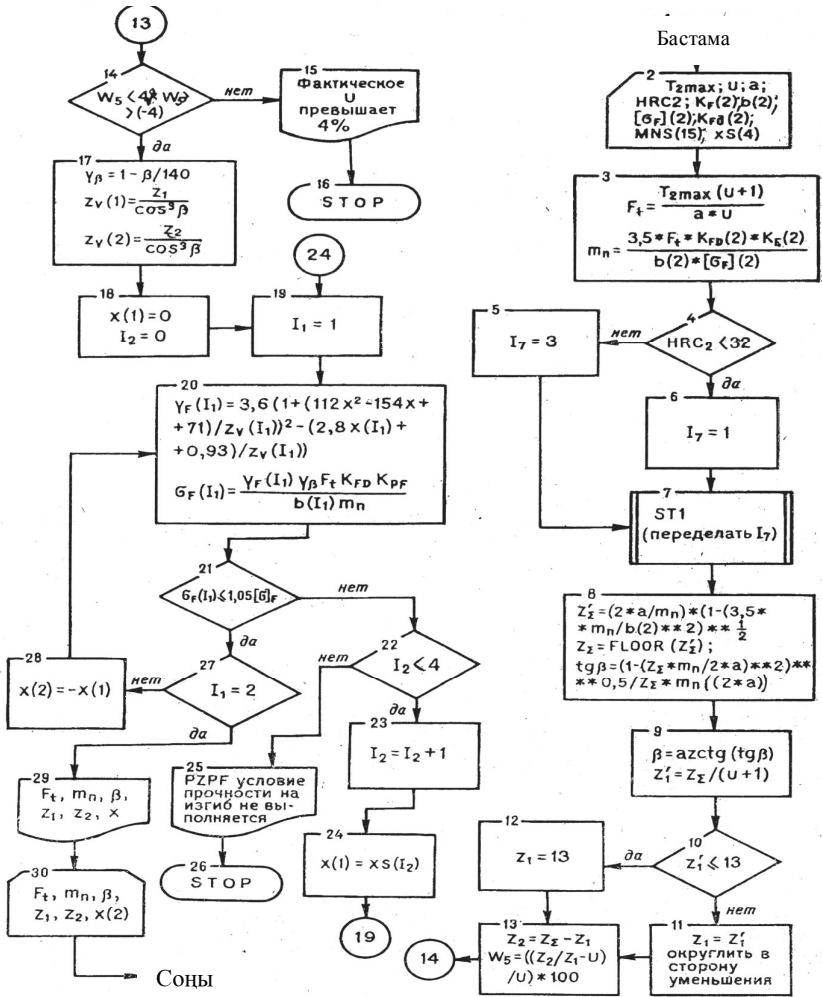 13
14
W₅ < 4% W₅
> (-4)
нет
да
15
Фактическое
U
превышает
4%
16
STOP
17
Yβ = 1 - β/140
Zv(1) = Z1/cos³β
Zv(2) = Z2/cos³β
18
x(1)=0
I₂=0
24
19
I₁ = 1
20
YF(I₁) = 3,6(1+(112x²-154x+
+71)/Zv(I₁))²-(2,8x(I₁)+
+0,93)/Zv(I₁))
σF(I₁) = YF(I₁) Yβ Ft KFD KPF / b(I₁) mn
21
σF(I₁)≤1,05[σ]F
нет
да
22
I₂ ≤ 4
нет
да
23
I₂ = I₂+1
24
x(1) = xS(I₂)
19
25
PZPF условие
прочности на
изгиб не вы-
полняется
26
STOP
27
I₁ = 2
нет
да
28
x(2)=-x(1)
29
Ft, mn, β,
Z1, Z2, x
30
Ft, mn, β,
Z1, Z2, x(2)
Соңы
Бастама
2
T2max; u; a;
HRC2; KF(2); b(2);
[σF](2); KFд(2);
MNS(15); xS(4)
3
Ft = T2max (u+1) / a*u
mn = 3,5*Ft*KFD(2)*KE(2) / b(2)*[σF](2)
4
HRC₂ < 32
нет
да
5
I₇ = 3
6
I₇ = 1
7
ST1
(переделать I₇)
8
Z'Σ=(2*a/mn)*(1-(3,5*
*mn/b(2)**2)** 1/2
ZΣ=FLOOR (Z'Σ);
tgβ=(1-(ZΣ*mn/2*a)**2)**
**0,5/ZΣ*mn((2*a))
9
β=azctg(tgβ)
Z'1=ZΣ/(u+1)
10
Z'1 ≤ 13
да
нет
11
Z1 = Z'1
округлить в
сторону
уменьшения
12
Z1 = 13
13
Z2 = ZΣ - Z1
W₅=((Z2/Z1-U)
/U)*100
14